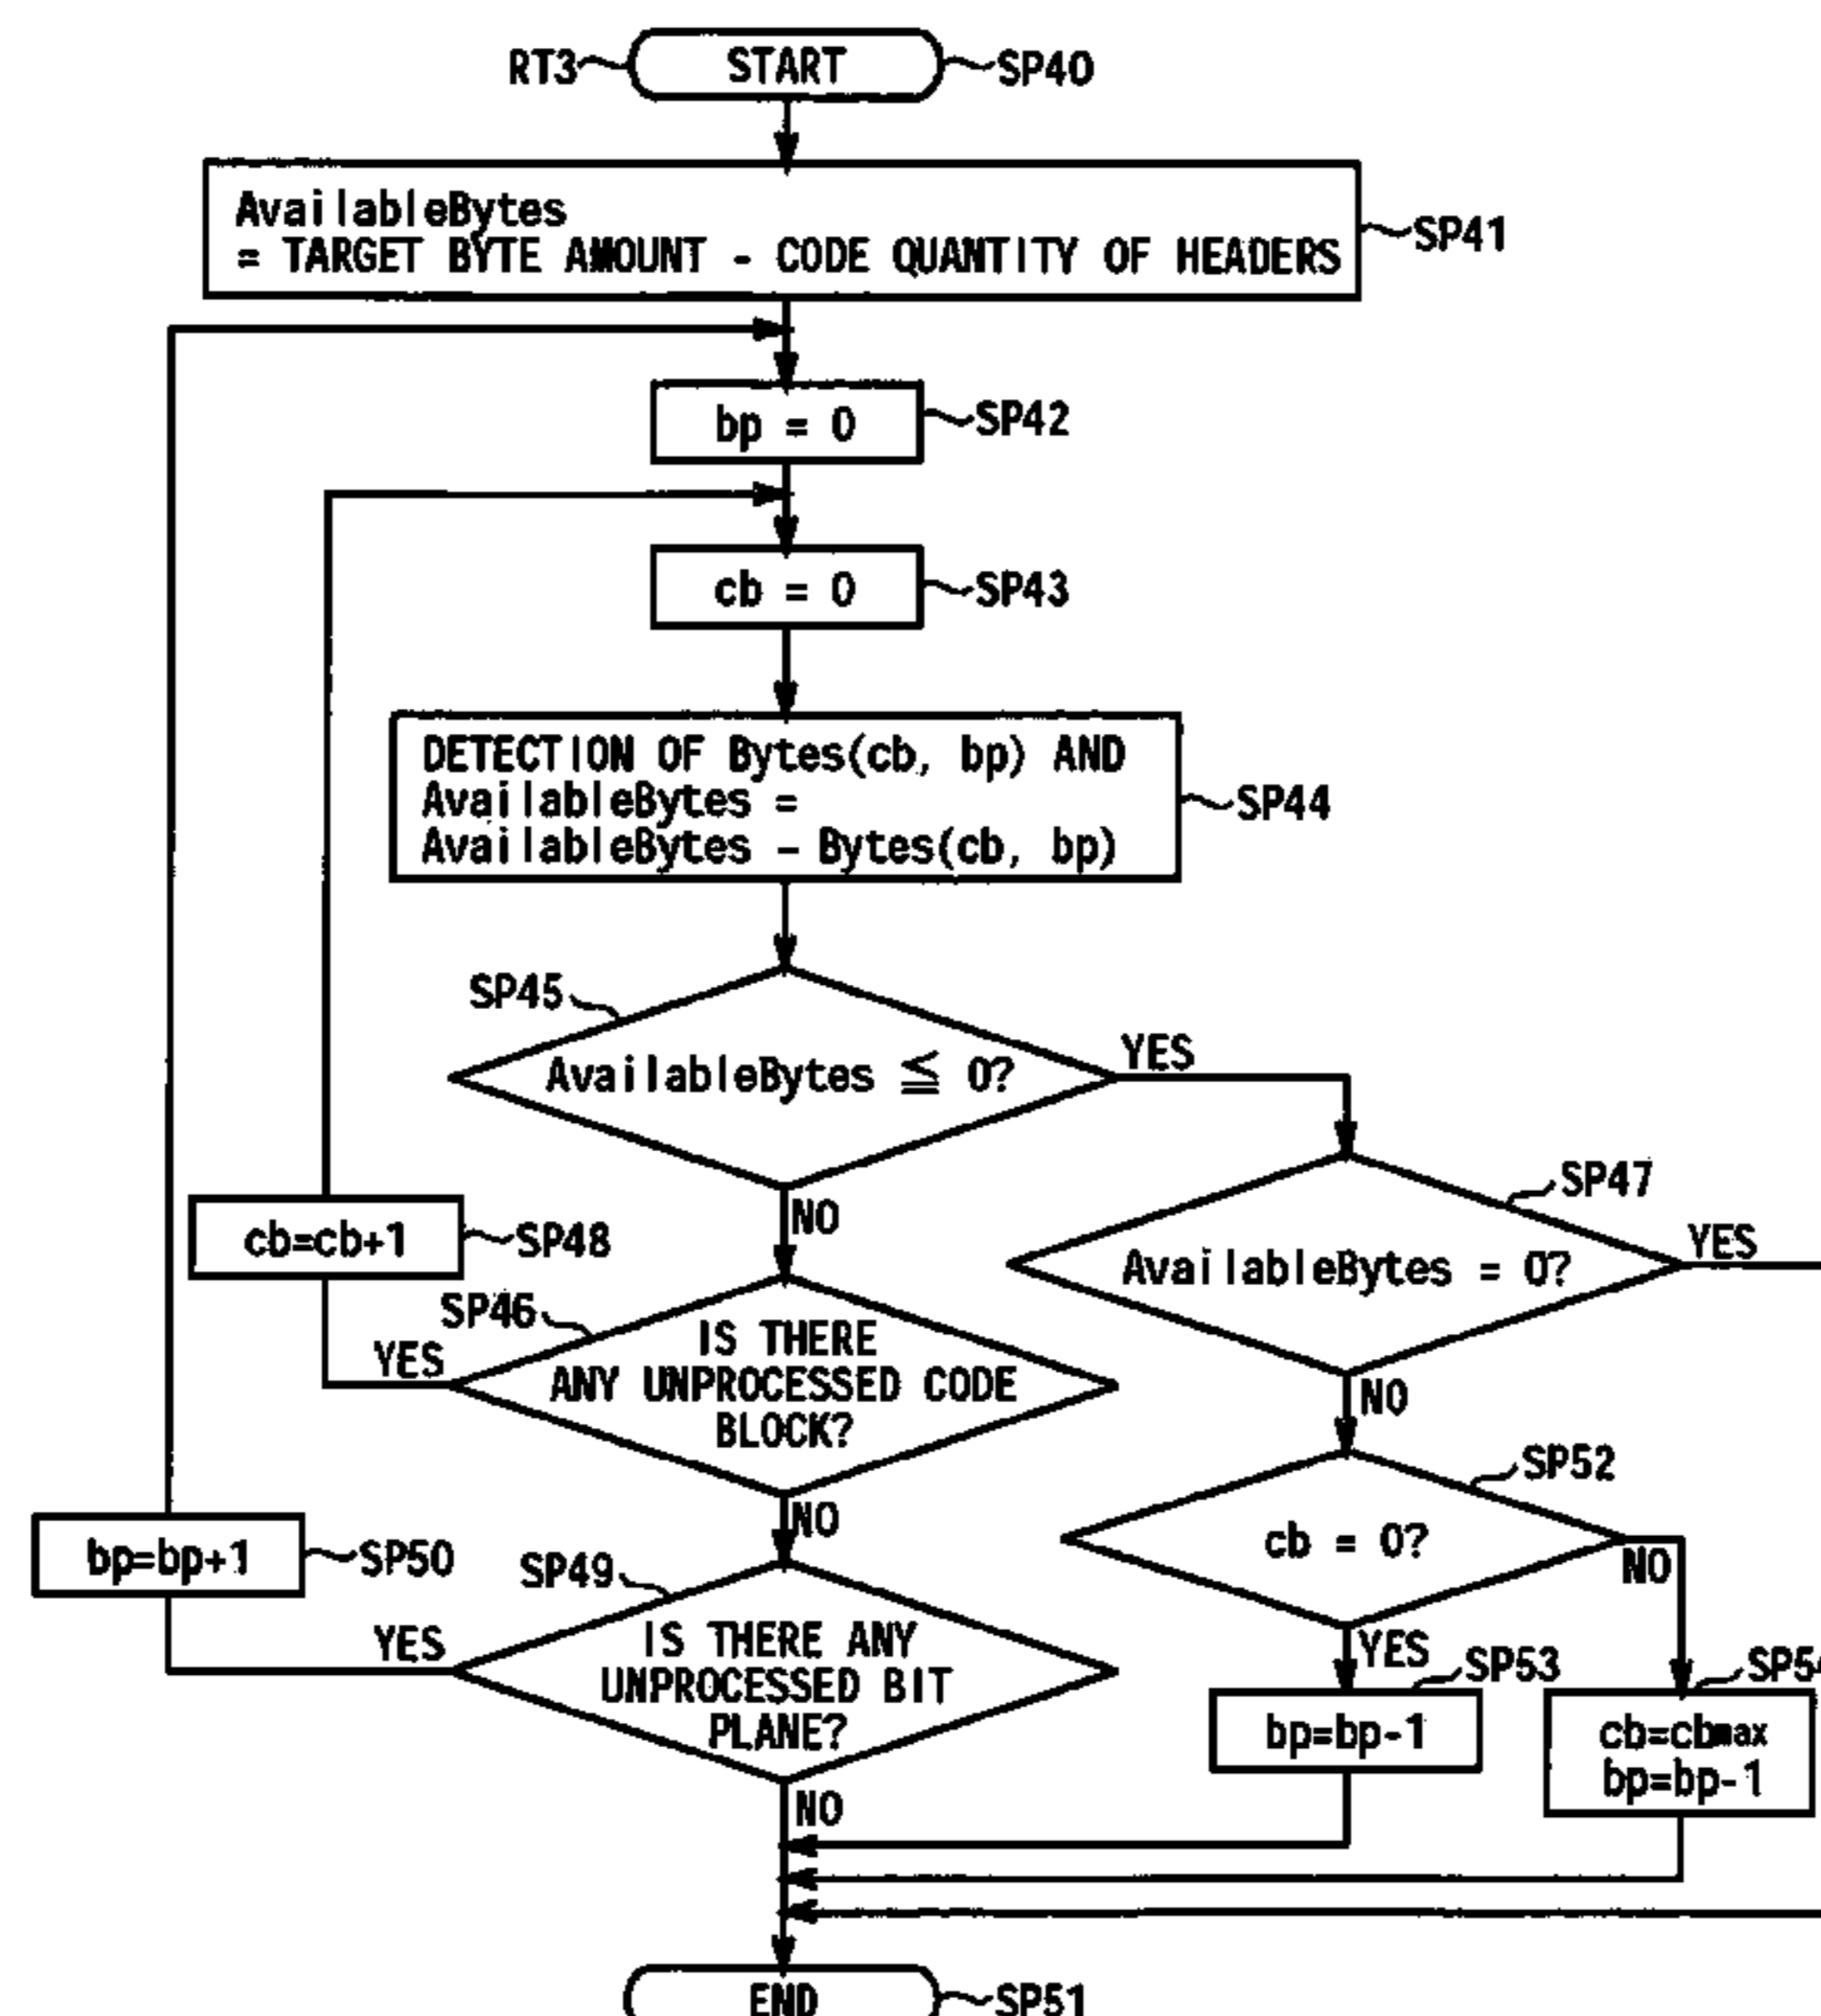 RT3
START
SP40
AvailableBytes
= TARGET BYTE AMOUNT - CODE QUANTITY OF HEADERS
SP41
bp = 0
SP42
cb = 0
SP43
DETECTION OF Bytes(cb, bp) AND
AvailableBytes =
AvailableBytes - Bytes(cb, bp)
SP44
SP45
AvailableBytes ≦ 0?
YES
NO
SP47
AvailableBytes = 0?
YES
NO
cb=cb+1
SP48
SP46
IS THERE
ANY UNPROCESSED CODE
BLOCK?
YES
NO
SP52
cb = 0?
NO
YES
bp=bp+1
SP50
SP49
IS THERE ANY
UNPROCESSED BIT
PLANE?
YES
NO
SP53
bp=bp-1
cb=cbmax
bp=bp-1
END
SP51